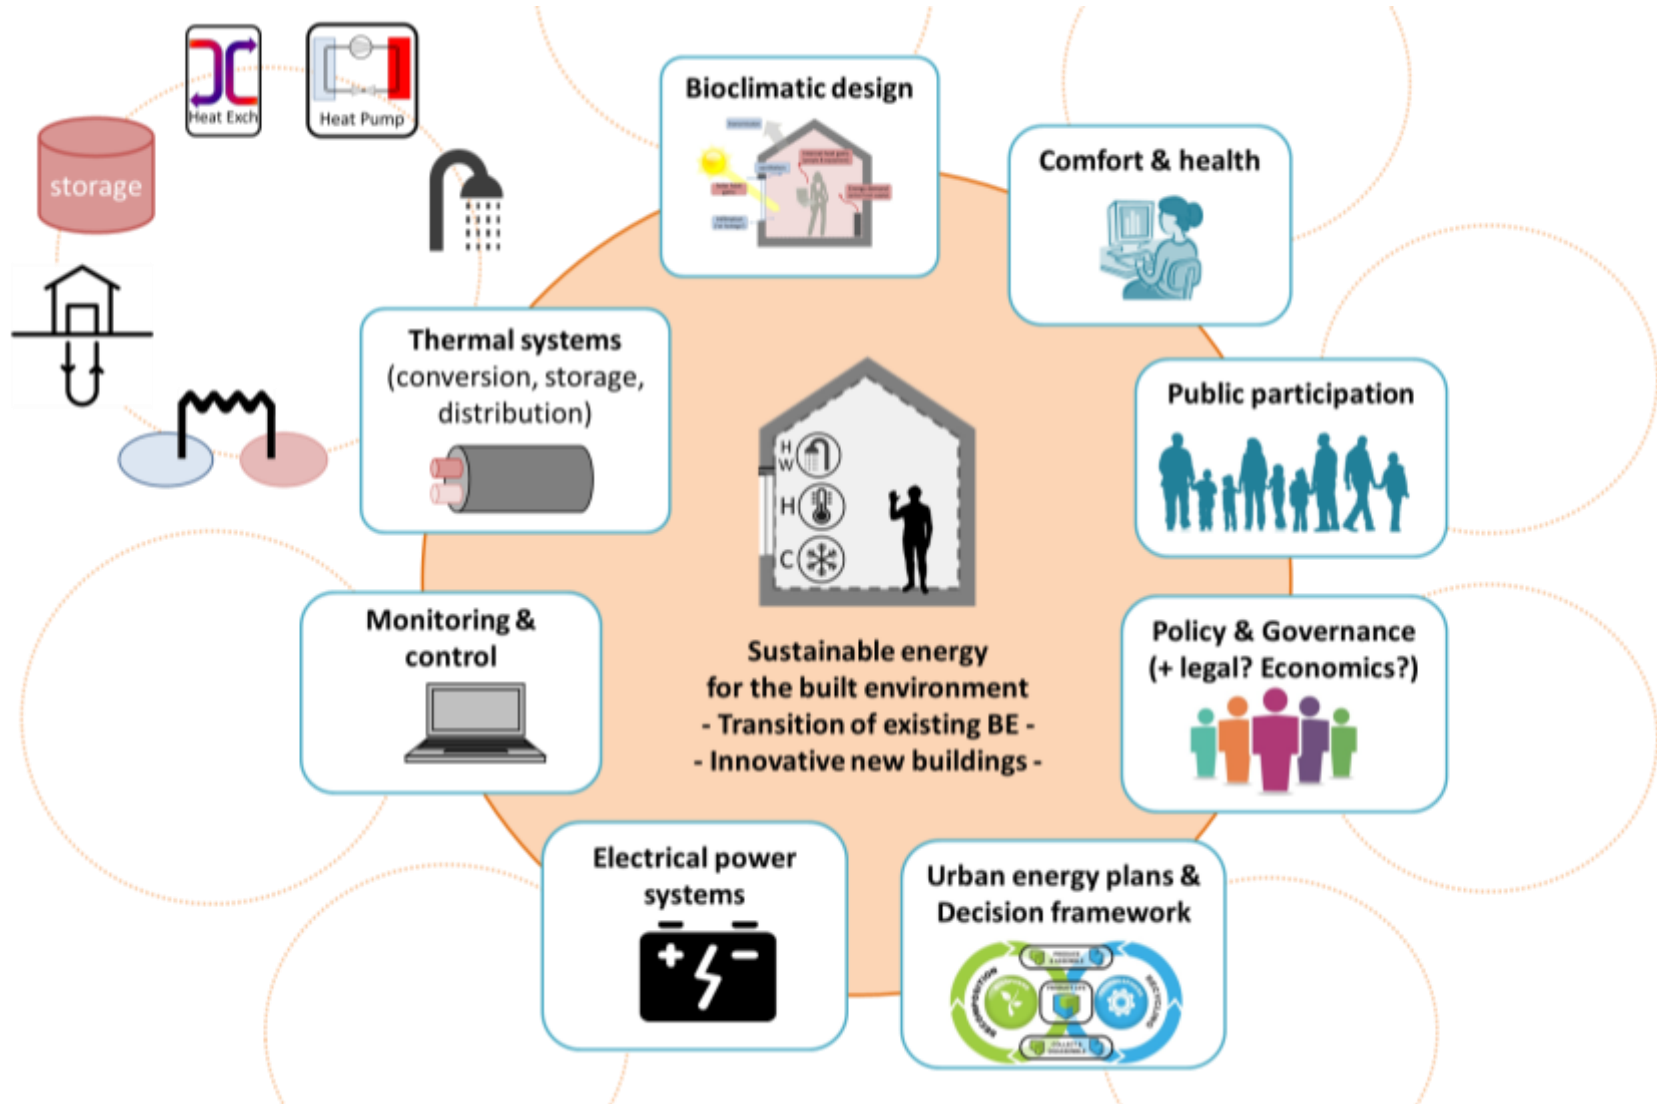 Heat Exch
Heat Pump
storage
Bioclimatic design
Comfort & health
Thermal systems
(conversion, storage,
distribution)
Public participation
H
W
H
C
Monitoring &
control
Sustainable energy
for the built environment
- Transition of existing BE -
- Innovative new buildings -
Policy & Governance
(+ legal? Economics?)
Electrical power
systems
Urban energy plans &
Decision framework
RECYCLING